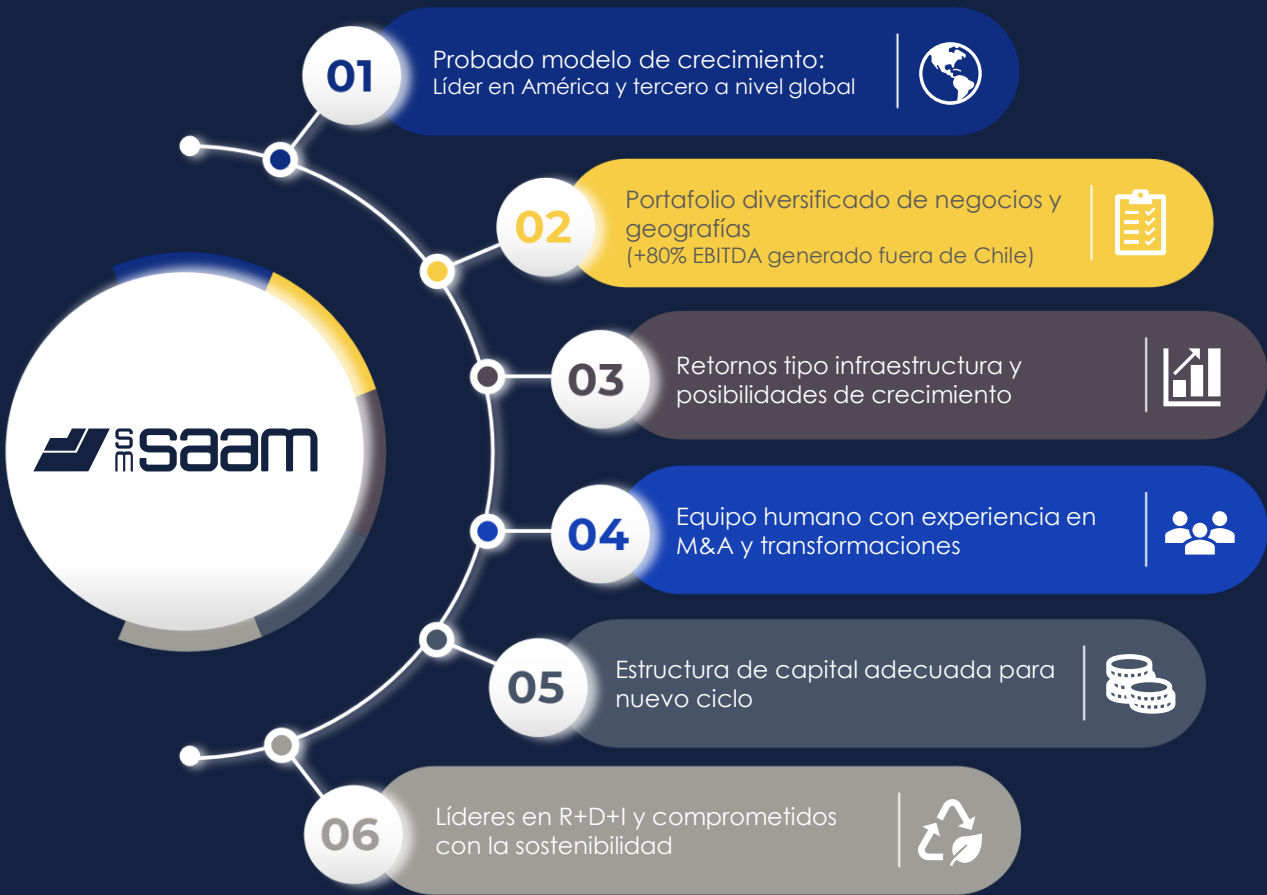 01
Probado modelo de crecimiento:
Líder en América y tercero a nivel global
02
Portafolio diversificado de negocios y
geografías
(+80% EBITDA generado fuera de Chile)
SM
saam
03
Retornos tipo infraestructura y
posibilidades de crecimiento
04
Equipo humano con experiencia en
M&A y transformaciones
05
Estructura de capital adecuada para
nuevo ciclo
06
Líderes en R+D+I y comprometidos
con la sostenibilidad